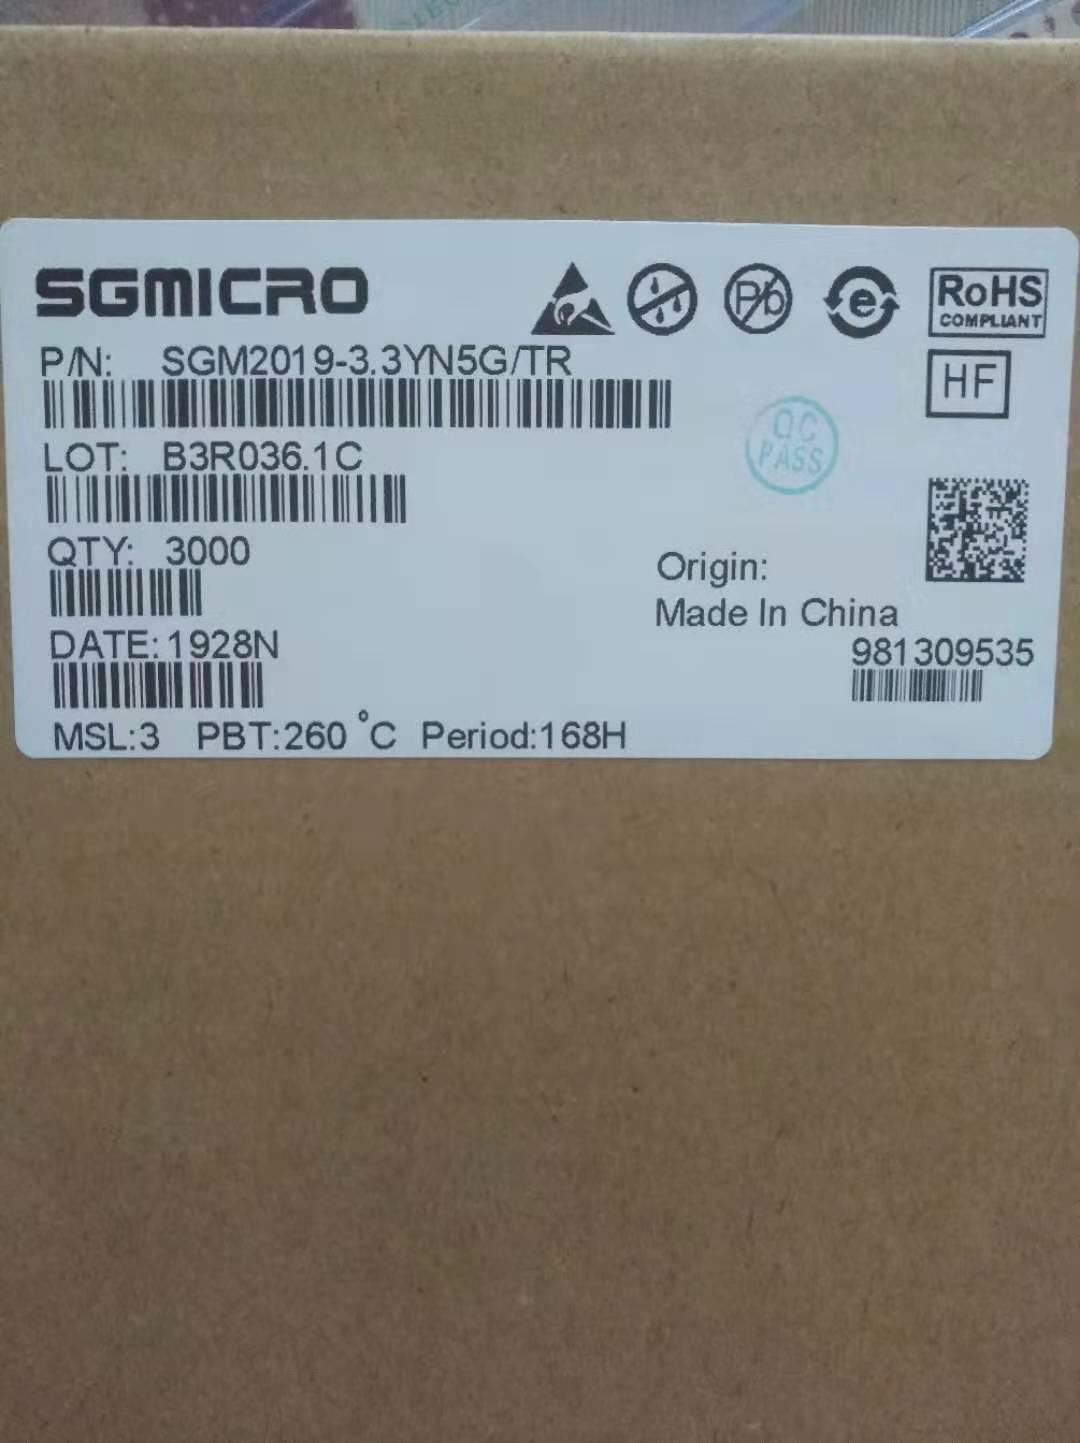 SGMICRO
Pb
e
RoHS
COMPLIANT
P/N: SGM2019-3.3YN5G/TR
HF
QC
PASS
LOT: B3R036.1C
QTY: 3000
Origin:
Made In China
DATE: 1928N
981309535
MSL:3 PBT:260 °C Period:168H